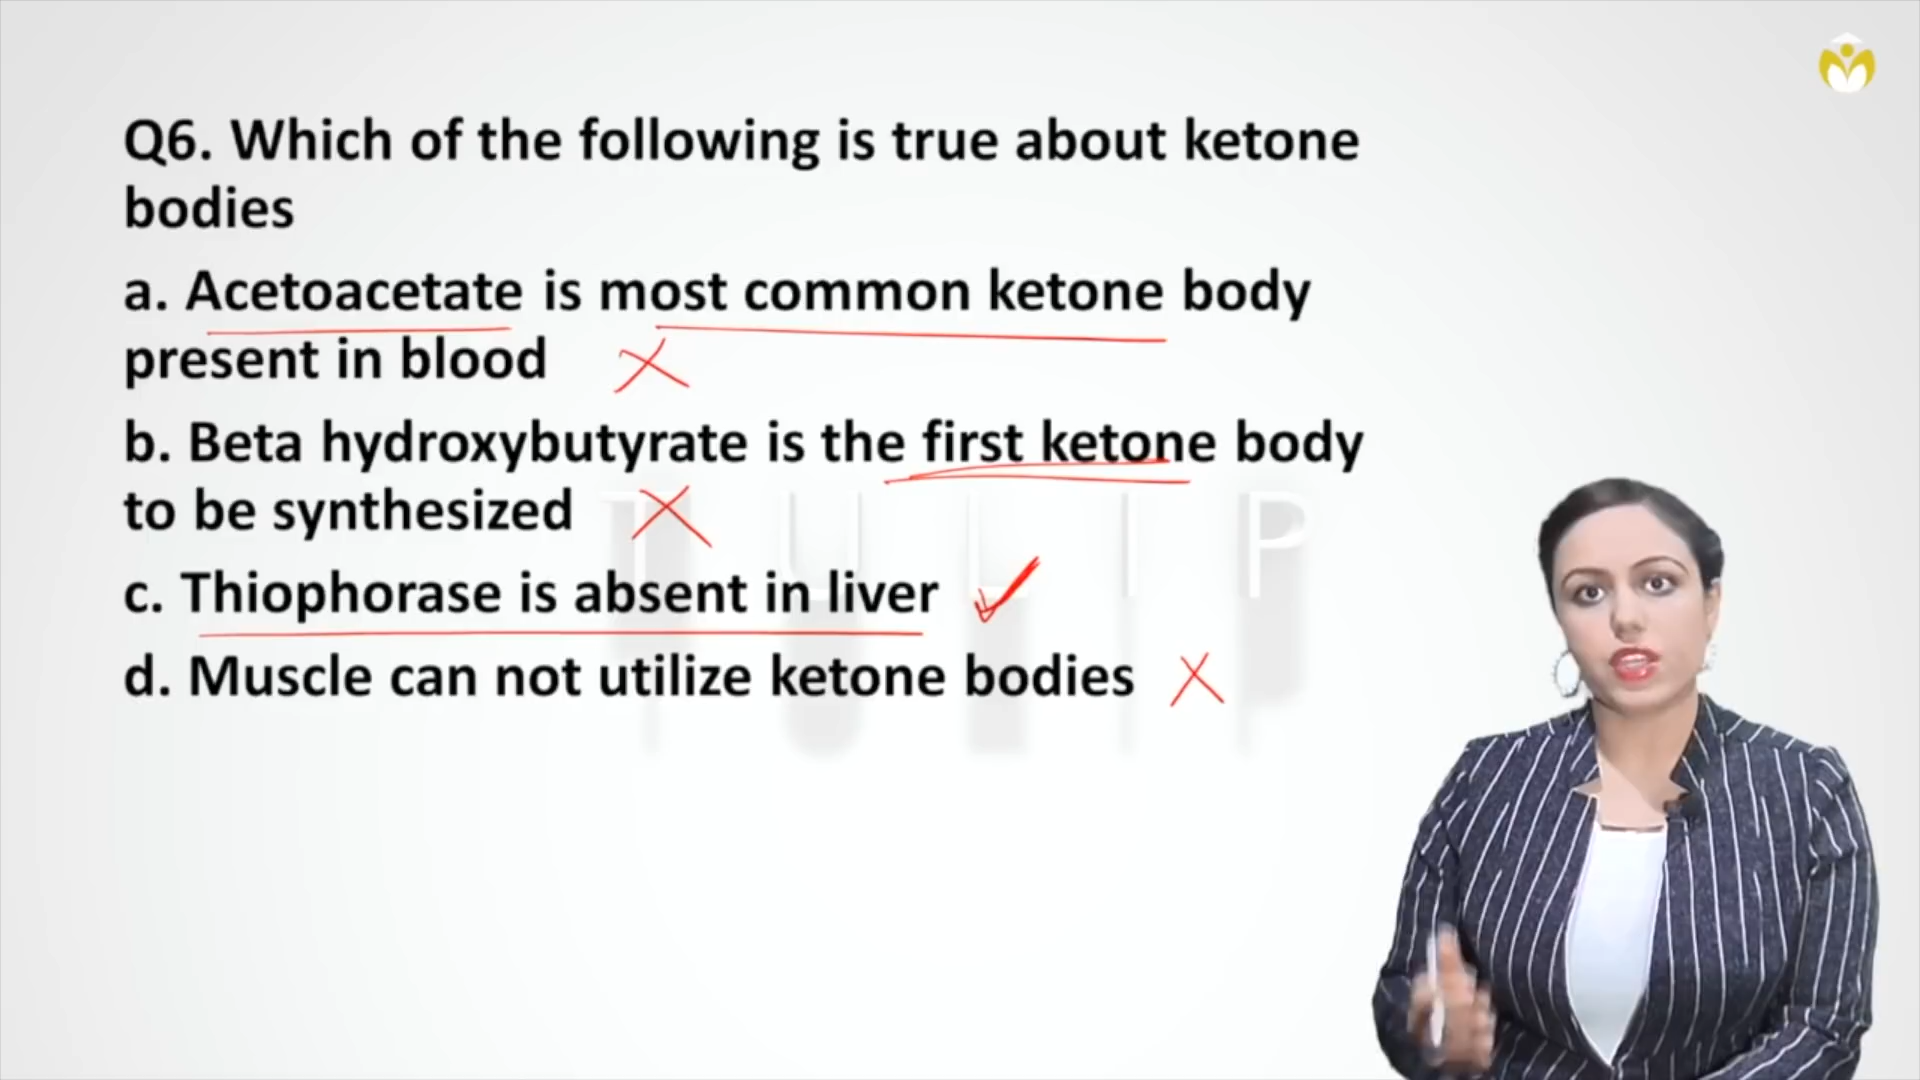 Q6. Which of the following is true about ketone
bodies
a. Acetoacetate is most common ketone body
present in blood
b. Beta hydroxybutyrate is the first ketone body
to be synthesized
c. Thiophorase is absent in liver
d. Muscle can not utilize ketone bodies
TULIP